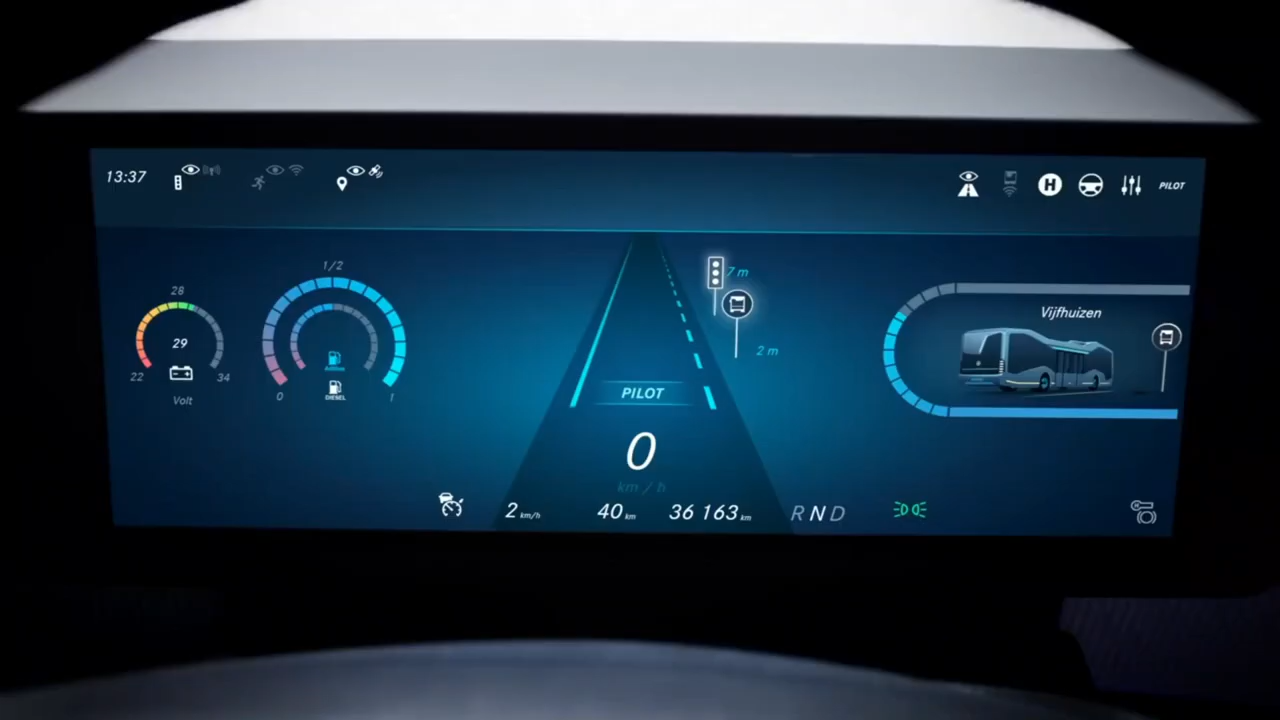 13:37
H
PILOT
28
29
22
34
Volt
1/2
0
DIESEL
1
7 m
2 m
PILOT
0
km / h
2 km/h
40 km
36 163 km
R N D
Vijfhuizen